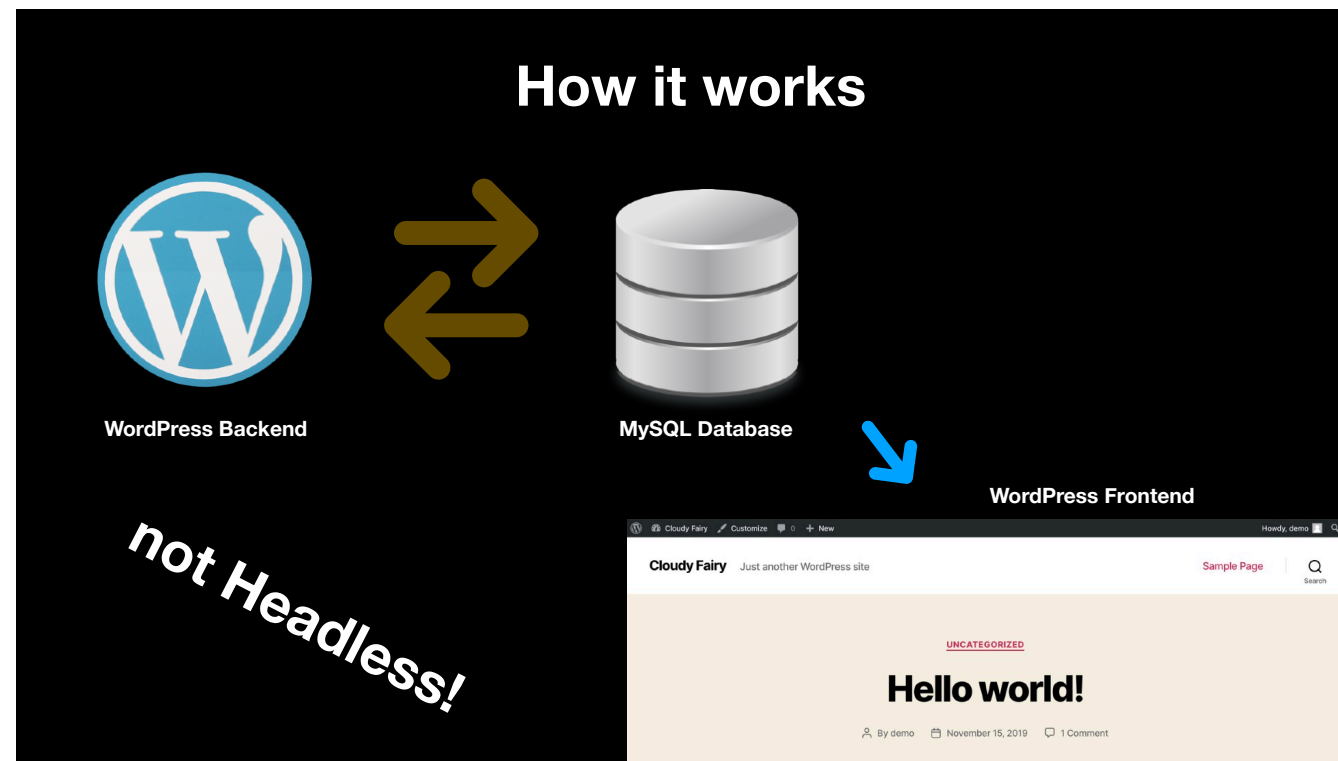 How it works
WordPress Backend
MySQL Database
WordPress Frontend
not Headless!
Cloudy Fairy Customize 0 + New Howdy, demo
Cloudy Fairy Just another WordPress site Sample Page
Search
UNCATEGORIZED
Hello world!
By demo November 15, 2019 1 Comment